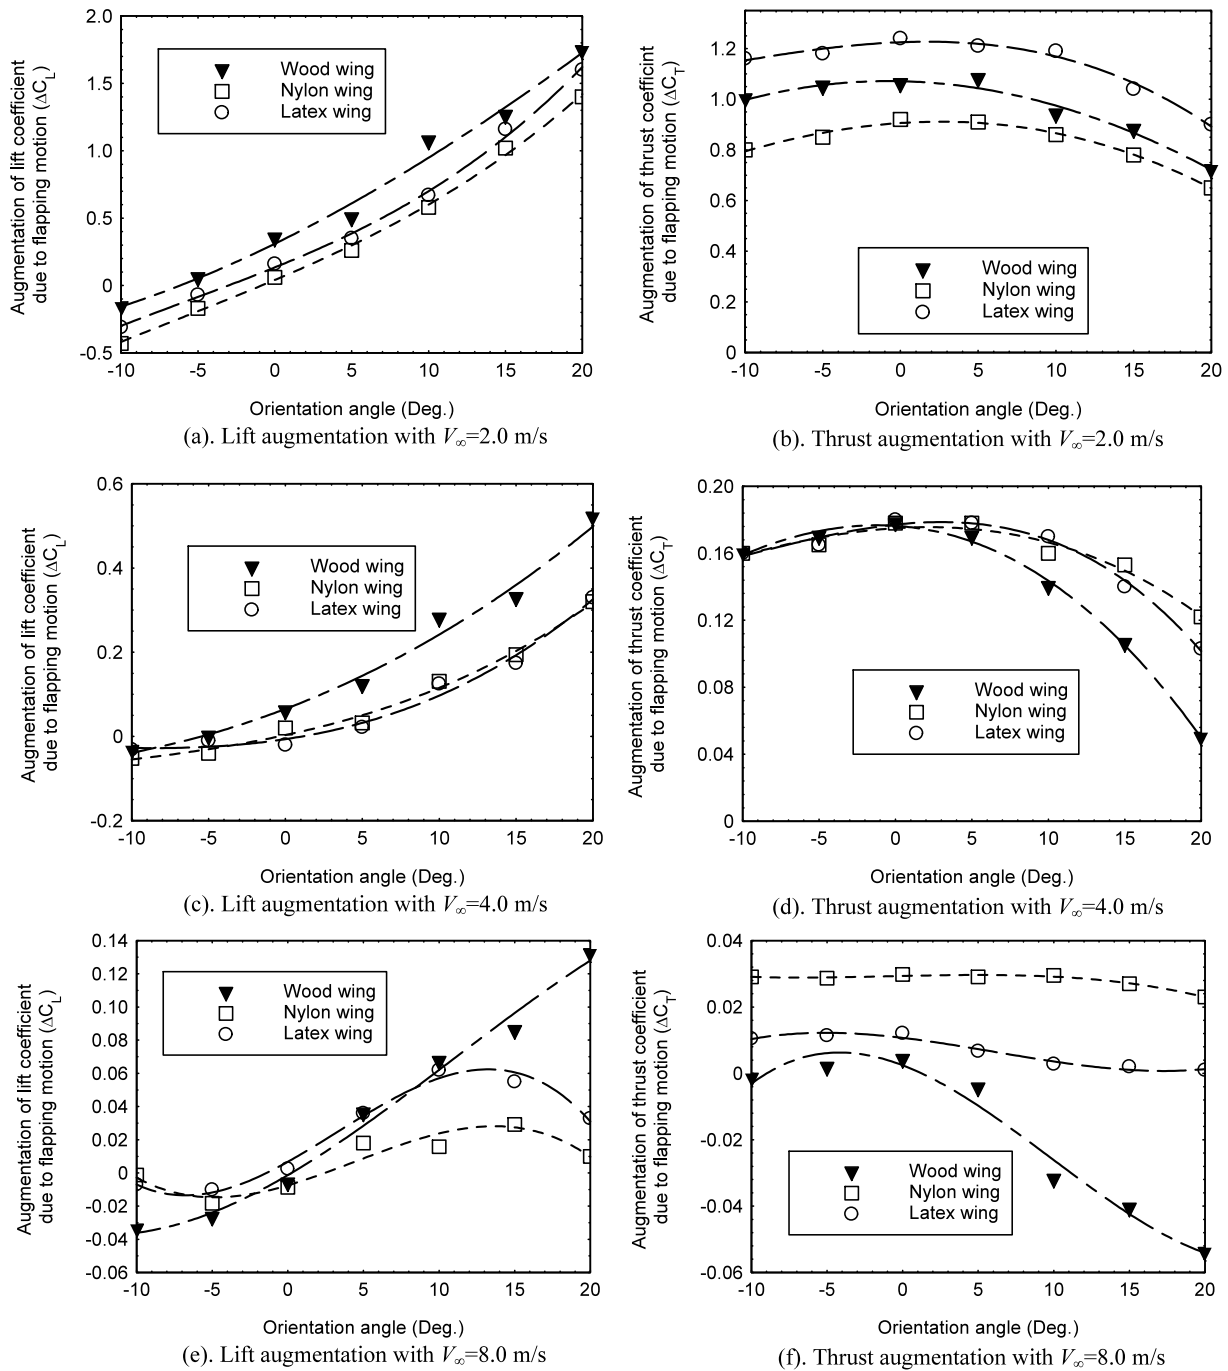 Augmentation of lift coefficient
due to flapping motion (ΔC_L)
2.0
1.5
1.0
0.5
0
-0.5
Wood wing
Nylon wing
Latex wing
-10 -5 0 5 10 15 20
Orientation angle (Deg.)
(a). Lift augmentation with V∞=2.0 m/s
Augmentation of thrust coefficint
due to flapping motion (ΔC_T)
1.2
1.0
0.8
0.6
0.4
0.2
0
Wood wing
Nylon wing
Latex wing
-10 -5 0 5 10 15 20
Orientation angle (Deg.)
(b). Thrust augmentation with V∞=2.0 m/s
Augmentation of lift coefficient
due to flapping motion (ΔC_L)
0.6
0.4
0.2
0
-0.2
Wood wing
Nylon wing
Latex wing
-10 -5 0 5 10 15 20
Orientation angle (Deg.)
(c). Lift augmentation with V∞=4.0 m/s
Augmentation of thrust coefficient
due to flapping motion (ΔC_T)
0.20
0.16
0.12
0.08
0.04
0
Wood wing
Nylon wing
Latex wing
-10 -5 0 5 10 15 20
Orientation angle (Deg.)
(d). Thrust augmentation with V∞=4.0 m/s
Augmentation of lift coefficient
due to flapping motion (ΔC_L)
0.14
0.12
0.10
0.08
0.06
0.04
0.02
0
-0.02
-0.04
-0.06
Wood wing
Nylon wing
Latex wing
-10 -5 0 5 10 15 20
Orientation angle (Deg.)
(e). Lift augmentation with V∞=8.0 m/s
Augmentation of thrust coefficient
due to flapping motion (ΔC_T)
0.04
0.02
0
-0.02
-0.04
-0.06
Wood wing
Nylon wing
Latex wing
-10 -5 0 5 10 15 20
Orientation angle (Deg.)
(f). Thrust augmentation with V∞=8.0 m/s